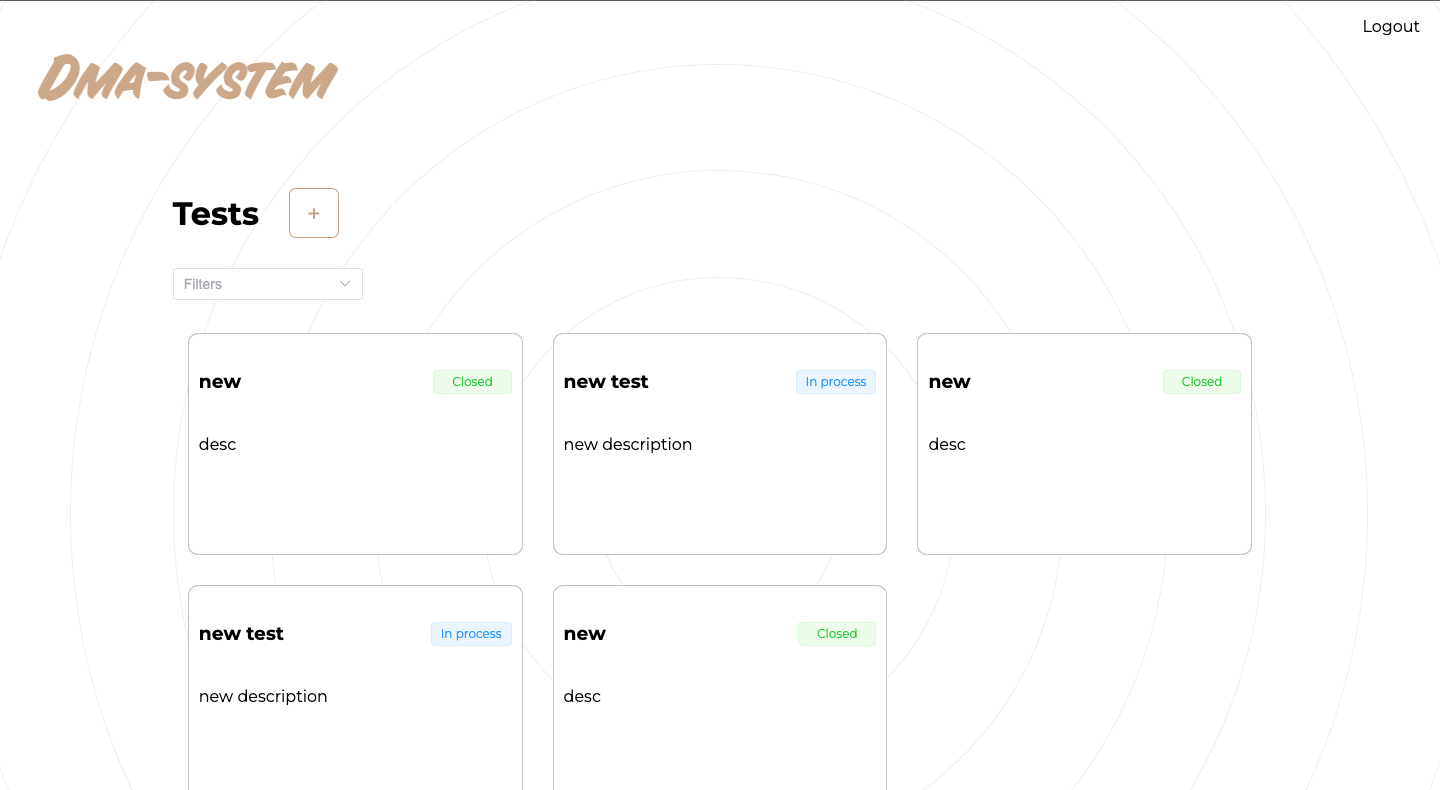 Logout
Dma-system
Tests +
Filters
new Closed
desc
new test In process
new description
new Closed
desc
new test In process
new description
new Closed
desc